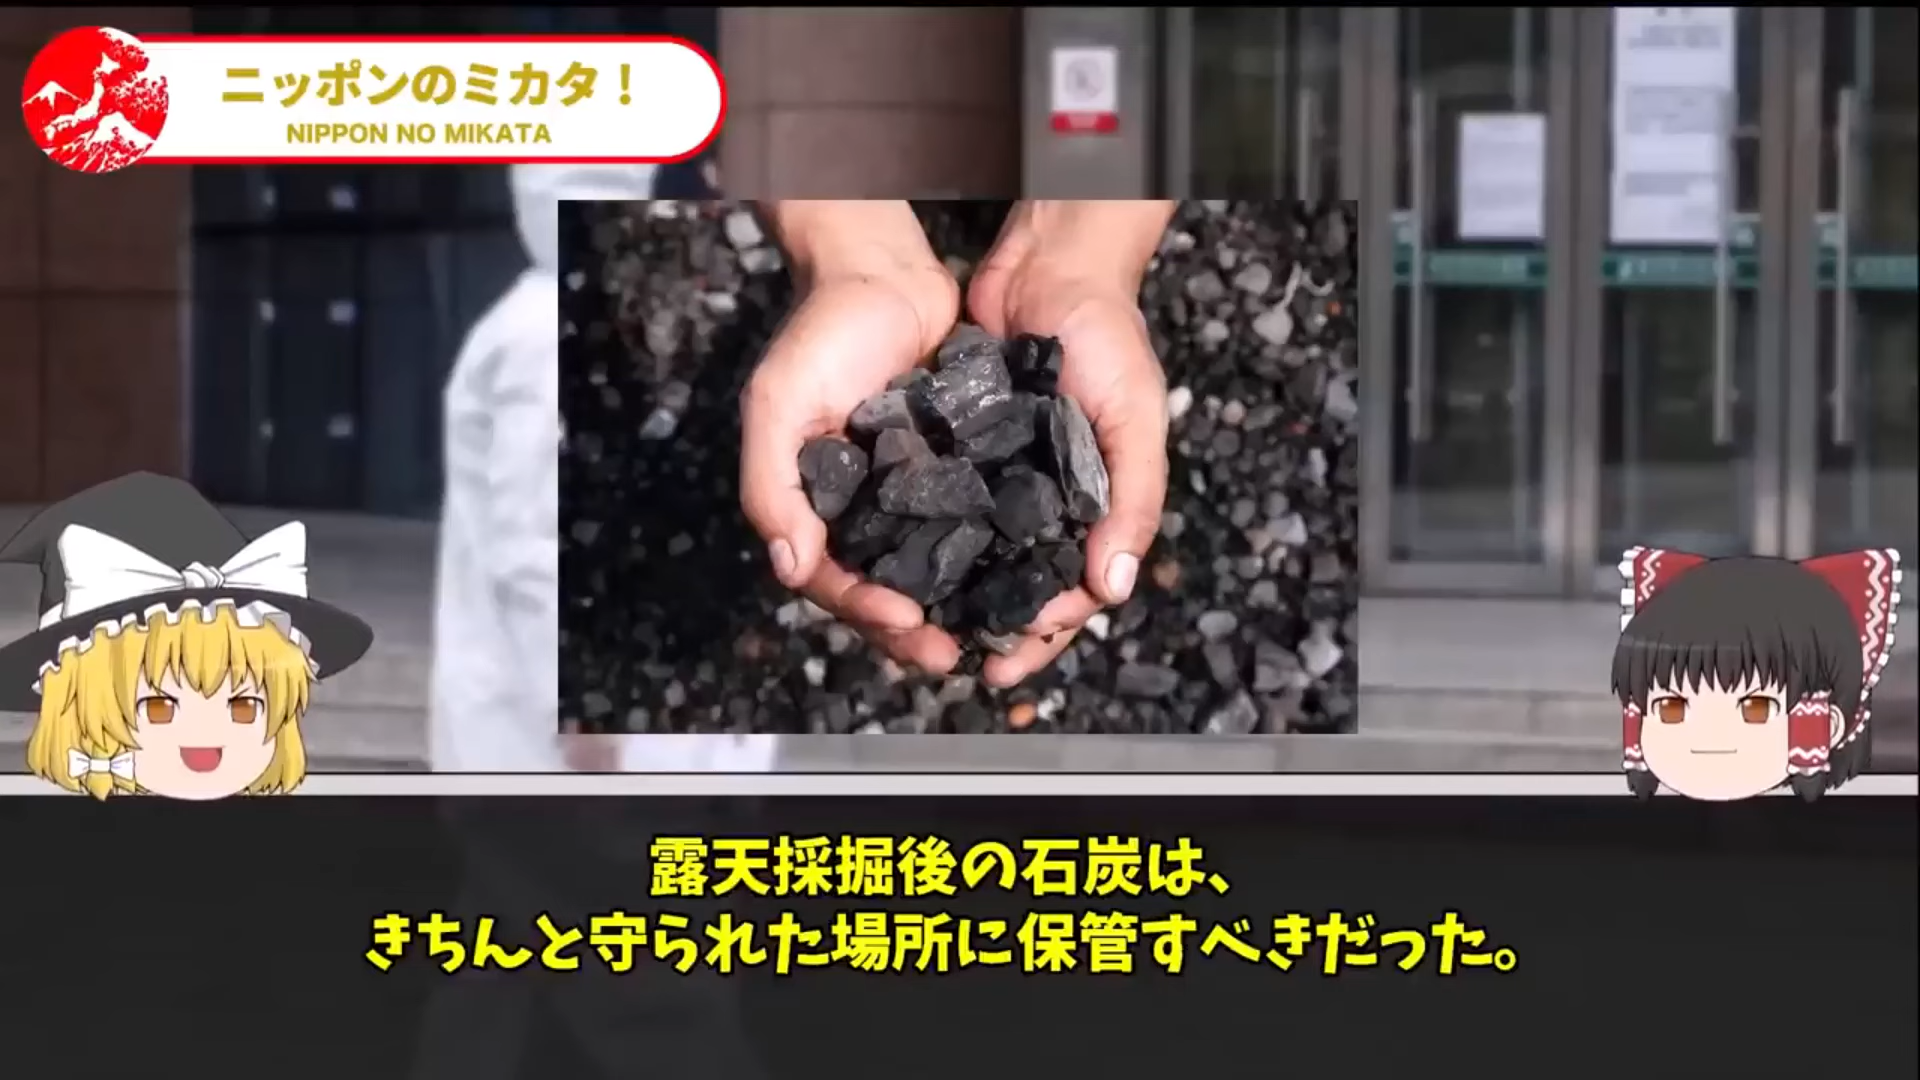 ニッポンのミカタ！
NIPPON NO MIKATA
露天採掘後の石炭は、
きちんと守られた場所に保管すべきだった。